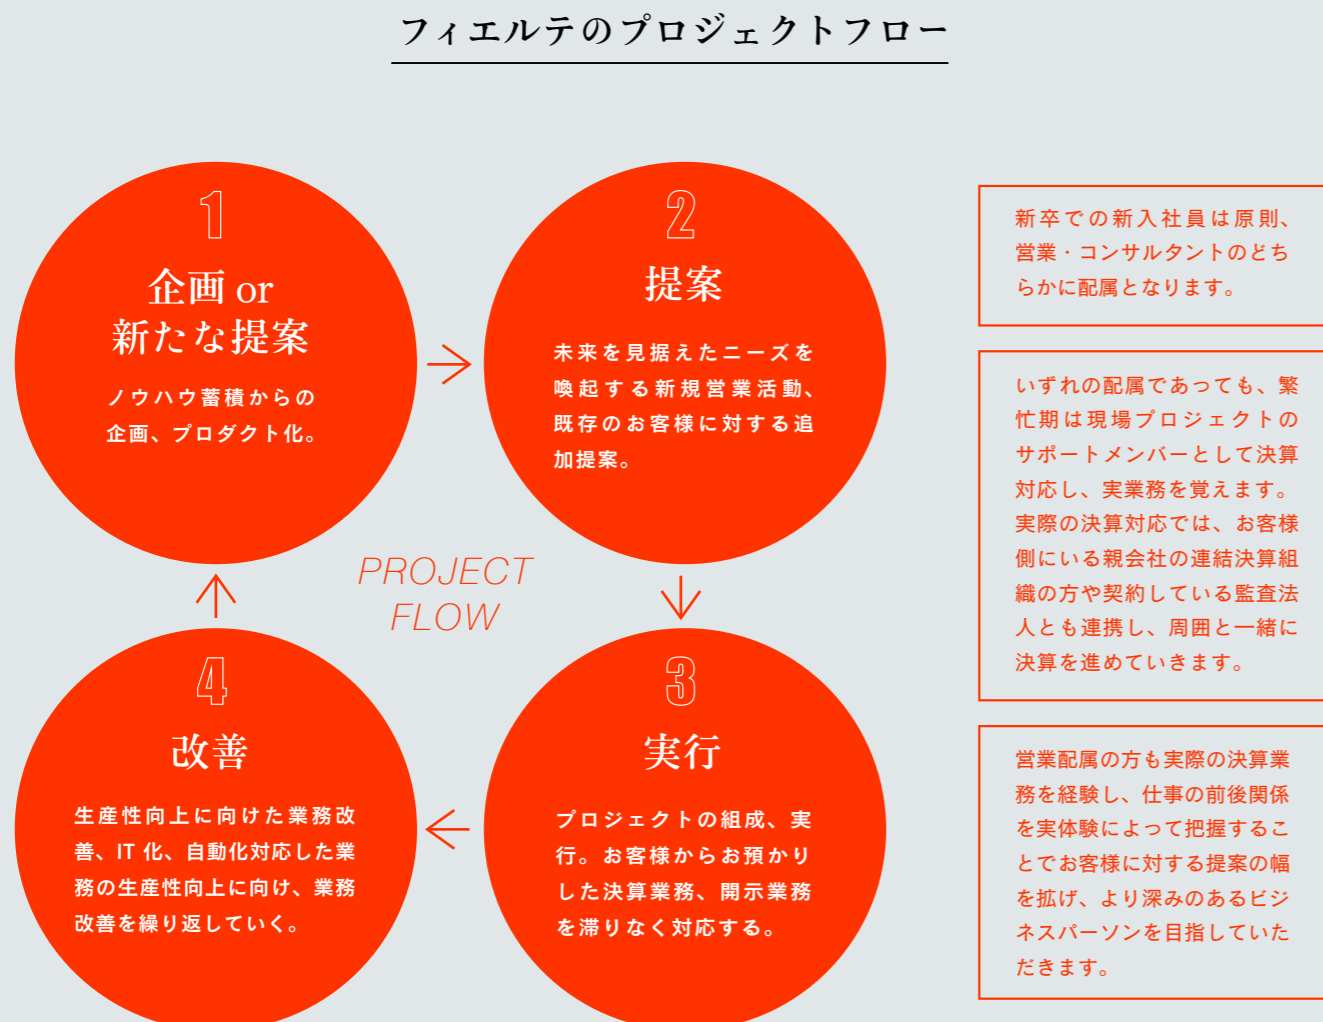 フィエルテのプロジェクトフロー
1
企画 or
新たな提案
ノウハウ蓄積からの
企画、プロダクト化。
2
提案
未来を見据えたニーズを
喚起する新規営業活動、
既存のお客様に対する追
加提案。
PROJECT
FLOW
3
実行
プロジェクトの組成、実
行。お客様からお預かり
した決算業務、開示業務
を滞りなく対応する。
4
改善
生産性向上に向けた業務改
善、IT 化、自動化対応した業
務の生産性向上に向け、業務
改善を繰り返していく。
新卒での新入社員は原則、
営業・コンサルタントのどち
らかに配属となります。
いずれの配属であっても、繁
忙期は現場プロジェクトの
サポートメンバーとして決算
対応し、実業務を覚えます。
実際の決算対応では、お客様
側にいる親会社の連結決算組
織の方や契約している監査法
人とも連携し、周囲と一緒に
決算を進めていきます。
営業配属の方も実際の決算業
務を経験し、仕事の前後関係
を実体験によって把握するこ
とでお客様に対する提案の幅
を拡げ、より深みのあるビジ
ネスパーソンを目指していた
だきます。